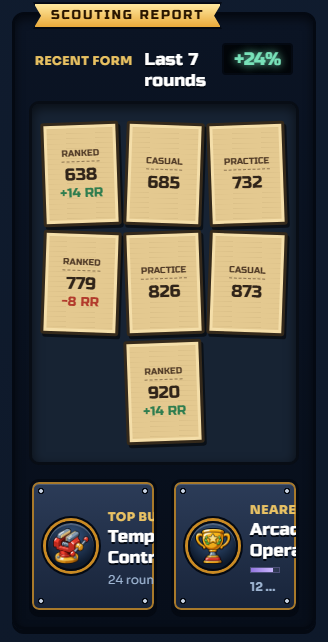 SCOUTING REPORT
RECENT FORM Last 7 rounds +24%
RANKED
638
+14 RR
CASUAL
685
PRACTICE
732
RANKED
779
-8 RR
PRACTICE
826
CASUAL
873
RANKED
920
+14 RR
TOP BU
Temp
Contr
24 roun
NEARE
Arcad
Opera
12 ...